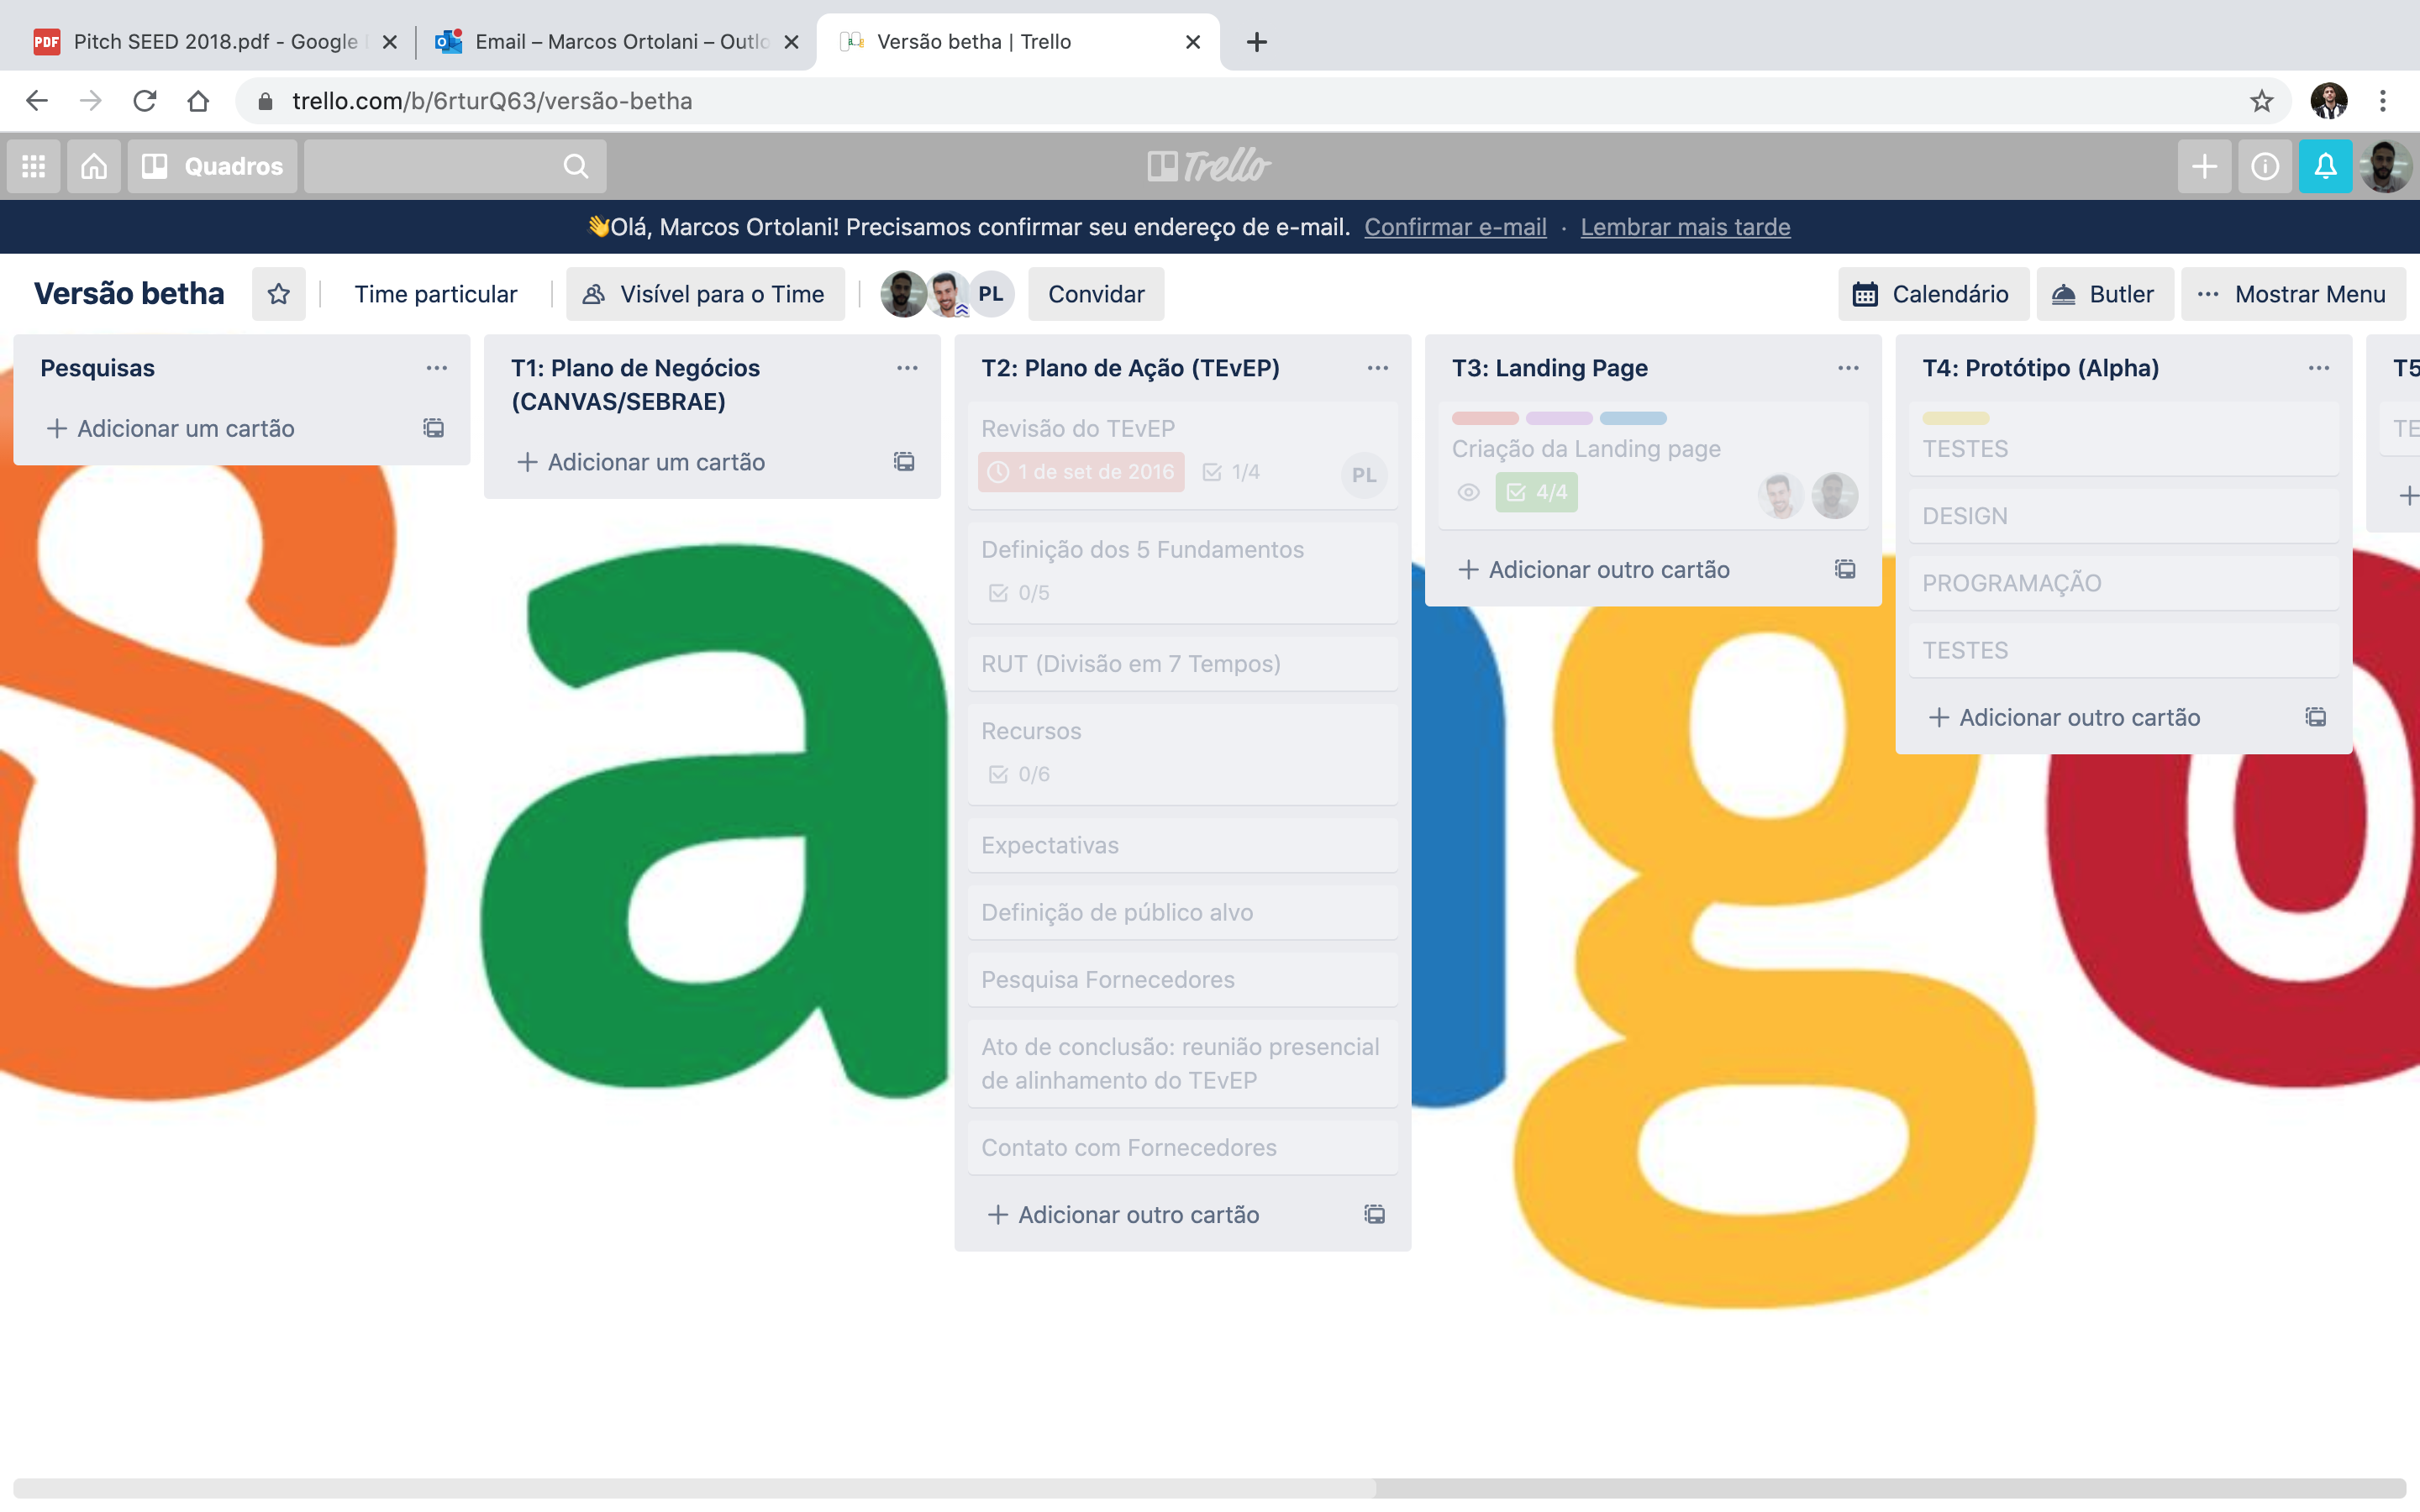 PDF Pitch SEED 2018.pdf - Google
Email – Marcos Ortolani – Outlo
Versão betha | Trello
trello.com/b/6rturQ63/versão-betha
Quadros
Trello
👋Olá, Marcos Ortolani! Precisamos confirmar seu endereço de e-mail. Confirmar e-mail · Lembrar mais tarde
Versão betha
Time particular
Visível para o Time
PL
Convidar
Calendário
Butler
... Mostrar Menu
Pesquisas
+ Adicionar um cartão
T1: Plano de Negócios
(CANVAS/SEBRAE)
+ Adicionar um cartão
T2: Plano de Ação (TEvEP)
Revisão do TEvEP
1 de set de 2016
1/4
PL
Definição dos 5 Fundamentos
0/5
RUT (Divisão em 7 Tempos)
Recursos
0/6
Expectativas
Definição de público alvo
Pesquisa Fornecedores
Ato de conclusão: reunião presencial
de alinhamento do TEvEP
Contato com Fornecedores
+ Adicionar outro cartão
T3: Landing Page
Criação da Landing page
4/4
+ Adicionar outro cartão
T4: Protótipo (Alpha)
TESTES
DESIGN
PROGRAMAÇÃO
TESTES
+ Adicionar outro cartão
T5
TE
+